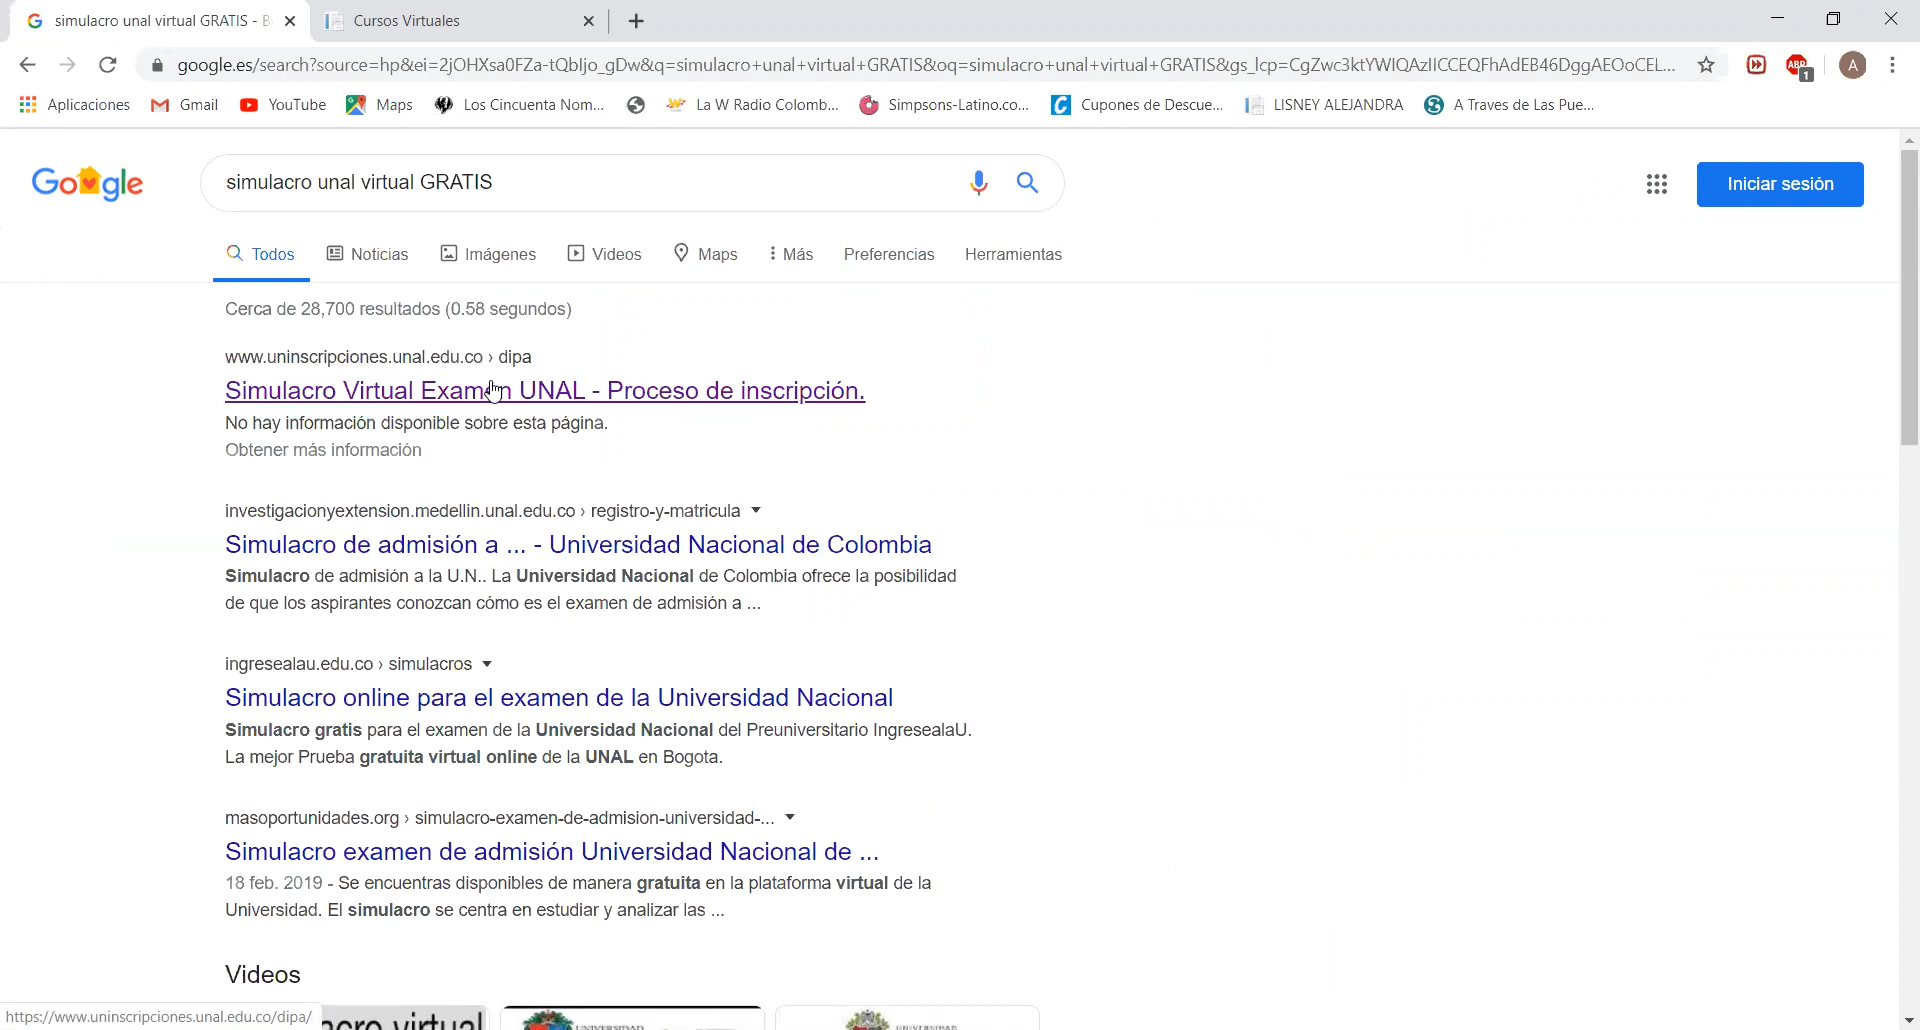 simulacro unal virtual GRATIS - B
Cursos Virtuales
google.es/search?source=hp&ei=2jOHXsa0FZa-tQbIjo_gDw&q=simulacro+unal+virtual+GRATIS&oq=simulacro+unal+virtual+GRATIS&gs_lcp=CgZwc3ktYWIQAzIICCEQFhAdEB46DggAEOoCEL...
ABP
1
A
Aplicaciones
Gmail
YouTube
Maps
Los Cincuenta Nom...
La W Radio Colomb...
Simpsons-Latino.co...
Cupones de Descue...
LISNEY ALEJANDRA
A Traves de Las Pue...
Google
simulacro unal virtual GRATIS
Iniciar sesión
Todos
Noticias
Imágenes
Videos
Maps
Más
Preferencias
Herramientas
Cerca de 28,700 resultados (0.58 segundos)
www.uninscripciones.unal.edu.co › dipa
Simulacro Virtual Examen UNAL - Proceso de inscripción.
No hay información disponible sobre esta página.
Obtener más información
investigacionyextension.medellin.unal.edu.co › registro-y-matricula
Simulacro de admisión a ... - Universidad Nacional de Colombia
Simulacro de admisión a la U.N.. La Universidad Nacional de Colombia ofrece la posibilidad
de que los aspirantes conozcan cómo es el examen de admisión a ...
ingresealau.edu.co › simulacros
Simulacro online para el examen de la Universidad Nacional
Simulacro gratis para el examen de la Universidad Nacional del Preuniversitario IngresealaU.
La mejor Prueba gratuita virtual online de la UNAL en Bogota.
masoportunidades.org › simulacro-examen-de-admision-universidad-...
Simulacro examen de admisión Universidad Nacional de ...
18 feb. 2019 - Se encuentras disponibles de manera gratuita en la plataforma virtual de la
Universidad. El simulacro se centra en estudiar y analizar las ...
Videos
https://www.uninscripciones.unal.edu.co/dipa/
acro virtual
UNIVERSIDAD
UNIVERSIDAD